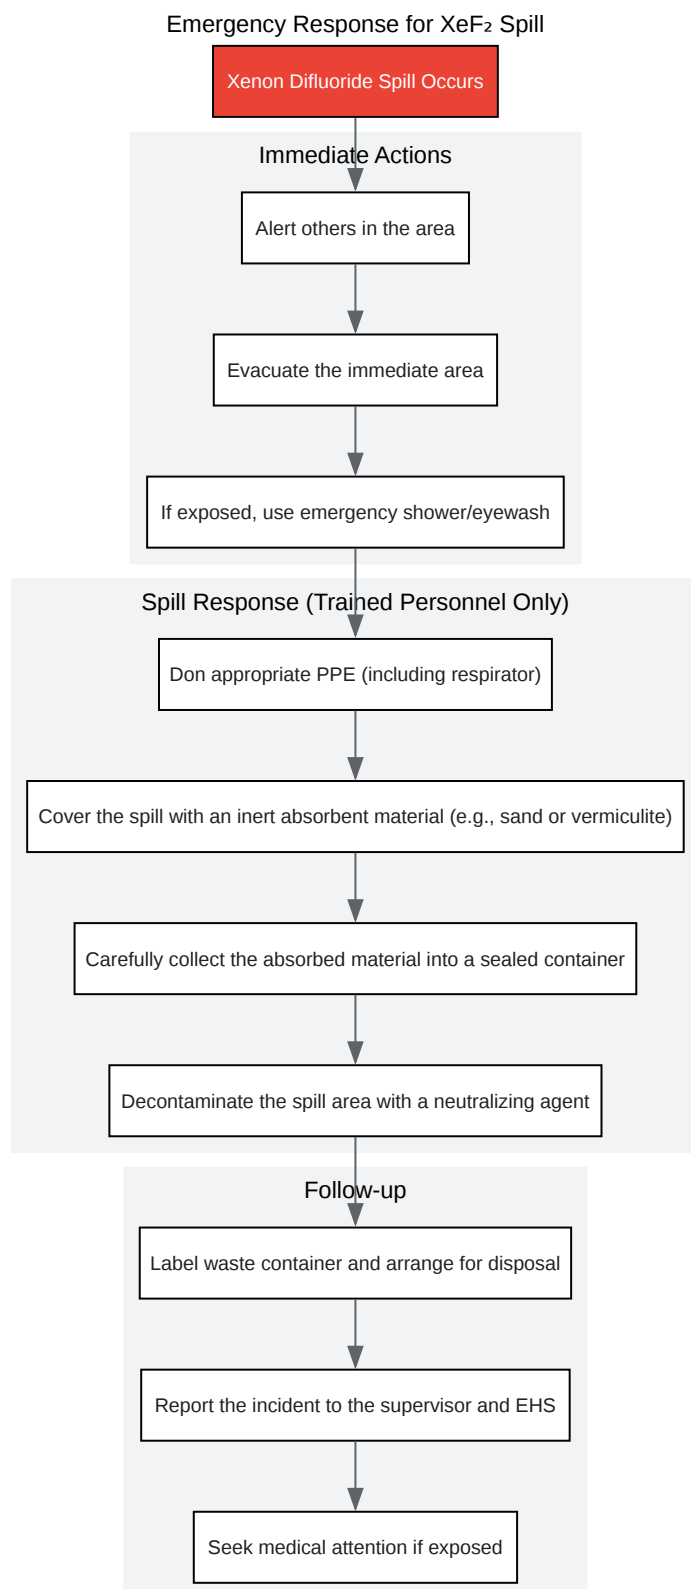 Emergency Response for XeF₂ Spill
Xenon Difluoride Spill Occurs
Immediate Actions
Alert others in the area
Evacuate the immediate area
If exposed, use emergency shower/eyewash
Spill Response (Trained Personnel Only)
Don appropriate PPE (including respirator)
Cover the spill with an inert absorbent material (e.g., sand or vermiculite)
Carefully collect the absorbed material into a sealed container
Decontaminate the spill area with a neutralizing agent
Follow-up
Label waste container and arrange for disposal
Report the incident to the supervisor and EHS
Seek medical attention if exposed